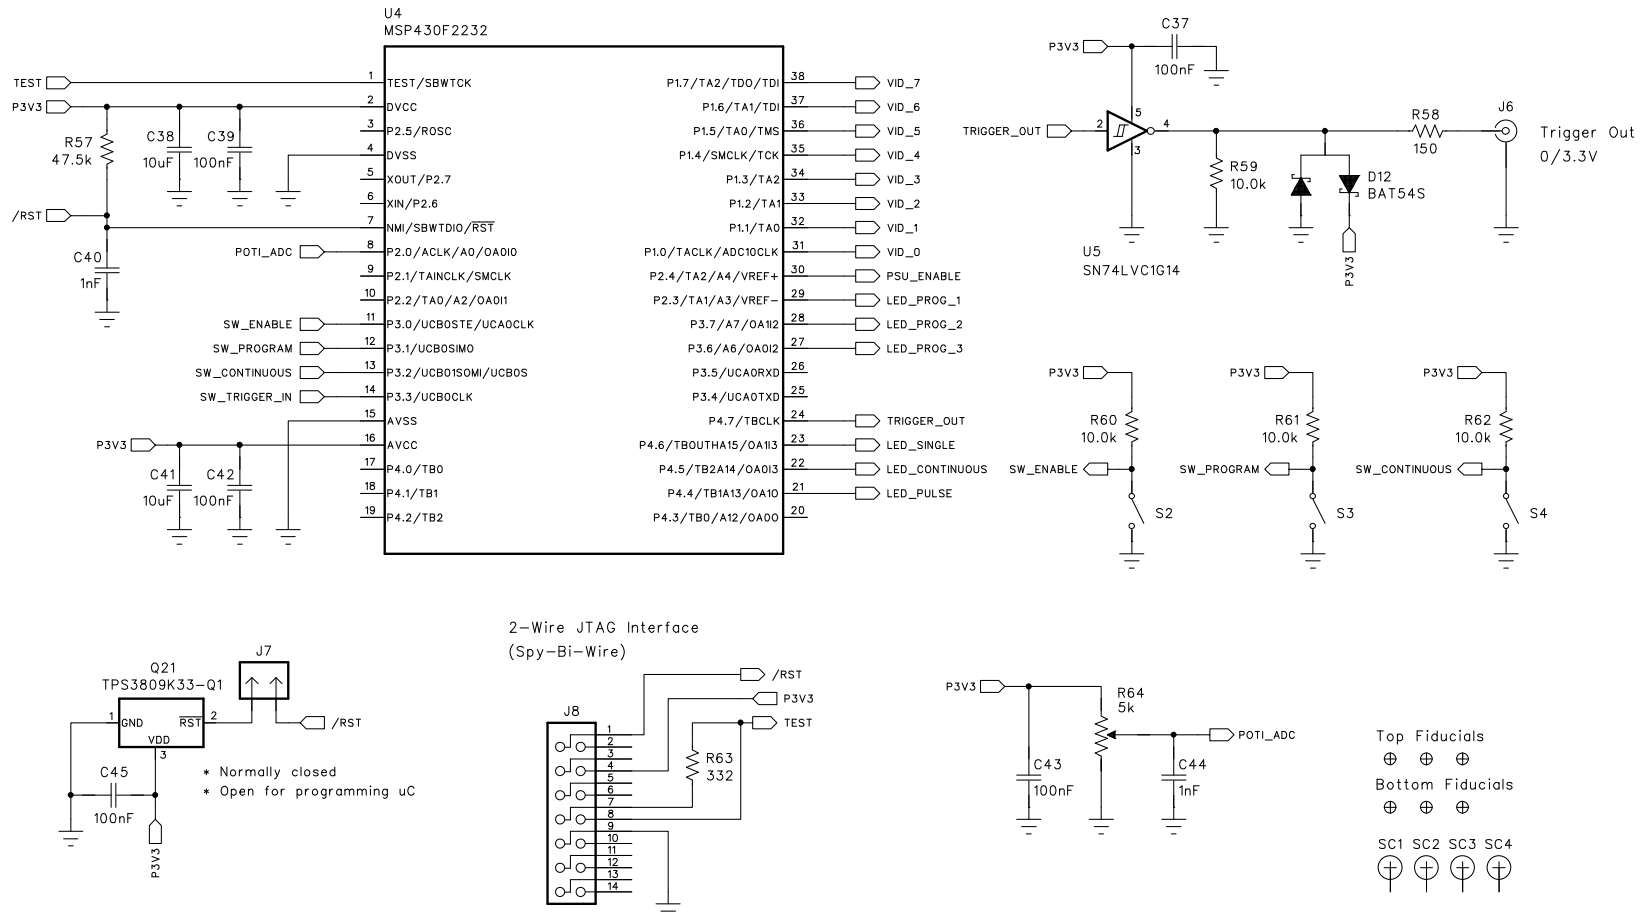 U4
MSP430F2232
TEST
P3V3
R57
47.5k
C38
10uF
C39
100nF
/RST
C40
1nF
POTI_ADC
SW_ENABLE
SW_PROGRAM
SW_CONTINUOUS
SW_TRIGGER_IN
P3V3
C41
10uF
C42
100nF
1 TEST/SBWTCK
2 DVCC
3 P2.5/ROSC
4 DVSS
5 XOUT/P2.7
6 XIN/P2.6
7 NMI/SBWTDIO/RST
8 P2.0/ACLK/A0/OA0I0
9 P2.1/TAINCLK/SMCLK
10 P2.2/TA0/A2/OA0I1
11 P3.0/UCB0STE/UCA0CLK
12 P3.1/UCB0SIMO
13 P3.2/UCB01SOMI/UCB0S
14 P3.3/UCB0CLK
15 AVSS
16 AVCC
17 P4.0/TB0
18 P4.1/TB1
19 P4.2/TB2
P1.7/TA2/TDO/TDI 38 VID_7
P1.6/TA1/TDI 37 VID_6
P1.5/TA0/TMS 36 VID_5
P1.4/SMCLK/TCK 35 VID_4
P1.3/TA2 34 VID_3
P1.2/TA1 33 VID_2
P1.1/TA0 32 VID_1
P1.0/TACLK/ADC10CLK 31 VID_0
P2.4/TA2/A4/VREF+ 30 PSU_ENABLE
P2.3/TA1/A3/VREF− 29 LED_PROG_1
P3.7/A7/OA1I2 28 LED_PROG_2
P3.6/A6/OA0I2 27 LED_PROG_3
P3.5/UCA0RXD 26
P3.4/UCA0TXD 25
P4.7/TBCLK 24 TRIGGER_OUT
P4.6/TBOUTHA15/OA1I3 23 LED_SINGLE
P4.5/TB2A14/OA0I3 22 LED_CONTINUOUS
P4.4/TB1A13/OA1O 21 LED_PULSE
P4.3/TB0/A12/OA0O 20
C37
P3V3
100nF
TRIGGER_OUT
2
5
4
3
U5
SN74LVC1G14
R59
10.0k
D12
BAT54S
P3V3
R58
150
J6
Trigger Out
0/3.3V
P3V3
R60
10.0k
SW_ENABLE
S2
P3V3
R61
10.0k
SW_PROGRAM
S3
P3V3
R62
10.0k
SW_CONTINUOUS
S4
Q21
TPS3809K33-Q1
J7
1 GND
RST 2
VDD
3
/RST
C45
100nF
P3V3
* Normally closed
* Open for programming uC
2-Wire JTAG Interface
(Spy-Bi-Wire)
/RST
P3V3
TEST
J8
1
2
3
4
5
6
7
8
9
10
11
12
13
14
R63
332
P3V3
R64
5k
POTI_ADC
C43
100nF
C44
1nF
Top Fiducials
Bottom Fiducials
SC1 SC2 SC3 SC4